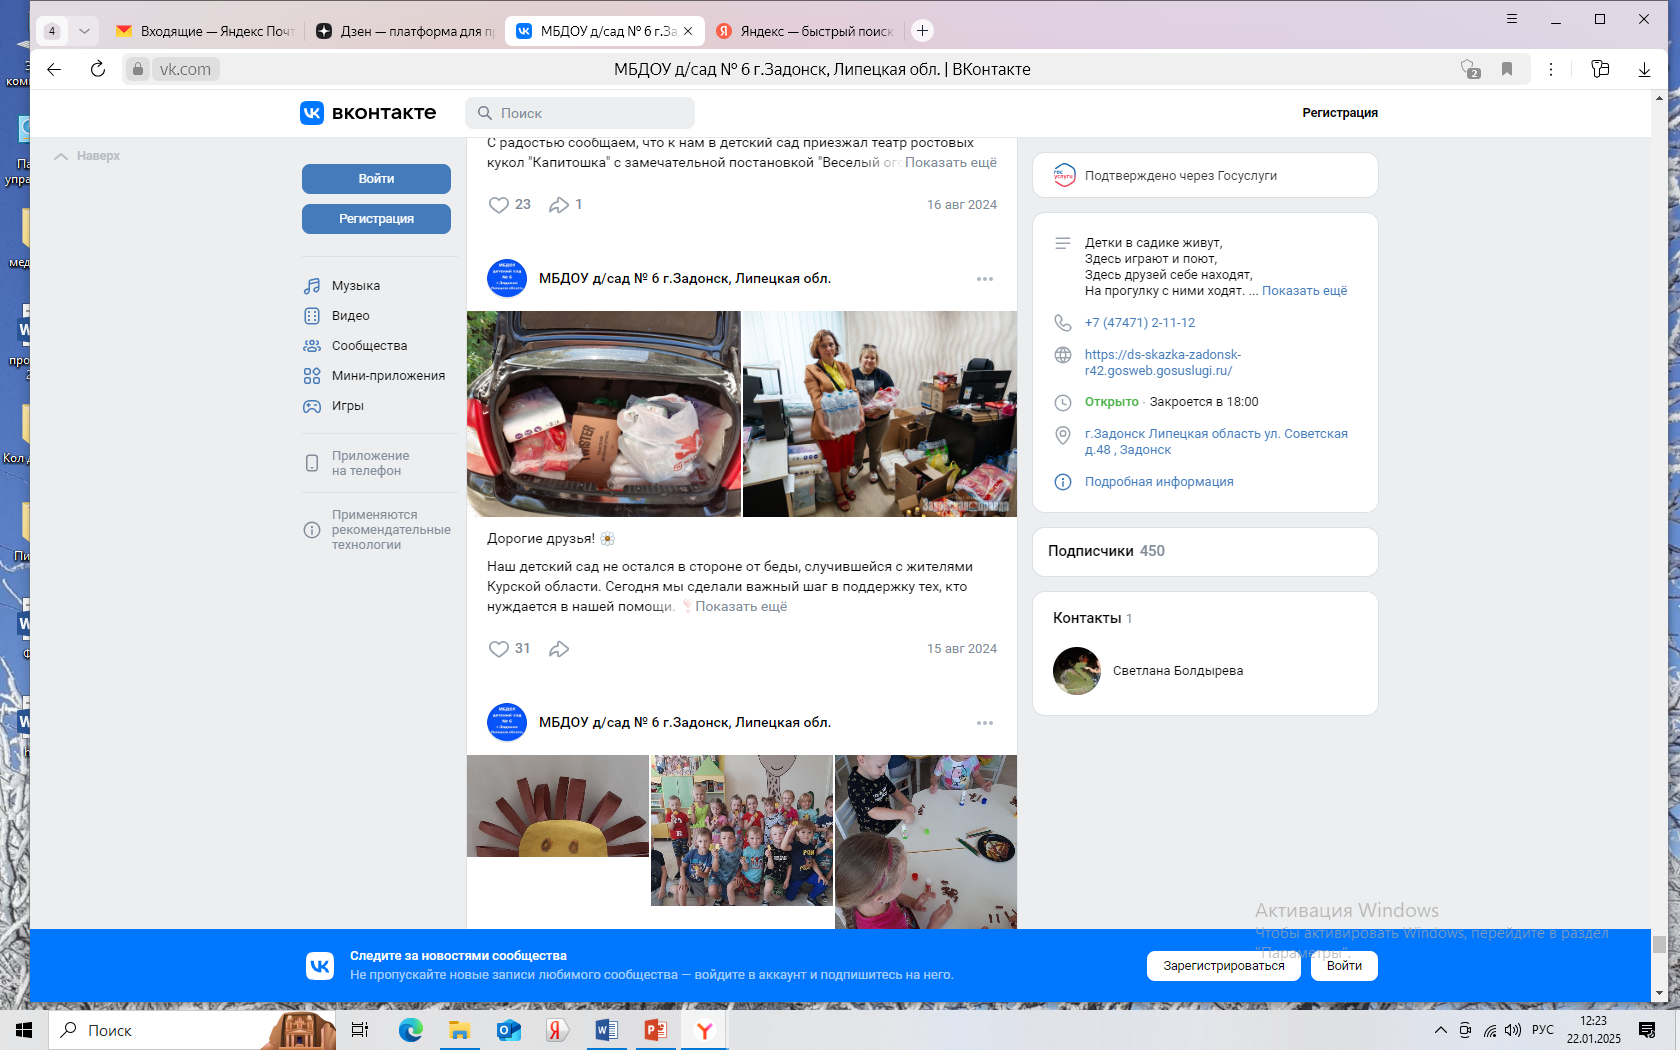 4
Входящие — Яндекс Почт
Дзен — платформа для п
МБДОУ д/сад № 6 г.За
Яндекс — быстрый поиск
vk.com
МБДОУ д/сад № 6 г.Задонск, Липецкая обл. | ВКонтакте
2
вконтакте
Поиск
Регистрация
Наверх
Войти
Регистрация
Музыка
Видео
Сообщества
Мини-приложения
Игры
Приложение
на телефон
Применяются
рекомендательные
технологии
С радостью сообщаем, что к нам в детский сад приезжал театр ростовых
кукол "Капитошка" с замечательной постановкой "Веселый ого Показать ещё
23 1 16 авг 2024
МБДОУ д/сад № 6 г.Задонск, Липецкая обл.
Задонская правда
Дорогие друзья!
Наш детский сад не остался в стороне от беды, случившейся с жителями
Курской области. Сегодня мы сделали важный шаг в поддержку тех, кто
нуждается в нашей помощи. Показать ещё
31 15 авг 2024
МБДОУ д/сад № 6 г.Задонск, Липецкая обл.
Подтверждено через Госуслуги
Детки в садике живут,
Здесь играют и поют,
Здесь друзей себе находят,
На прогулку с ними ходят. ... Показать ещё
+7 (47471) 2-11-12
https://ds-skazka-zadonsk-
r42.gosweb.gosuslugi.ru/
Открыто · Закроется в 18:00
г.Задонск Липецкая область ул. Советская
д.48 , Задонск
Подробная информация
Подписчики 450
Контакты 1
Светлана Болдырева
Активация Windows
Чтобы активировать Windows, перейдите в раздел
"Параметры".
Следите за новостями сообщества
Не пропускайте новые записи любимого сообщества — войдите в аккаунт и подпишитесь на него.
Зарегистрироваться
Войти
Поиск
РУС
12:23
22.01.2025